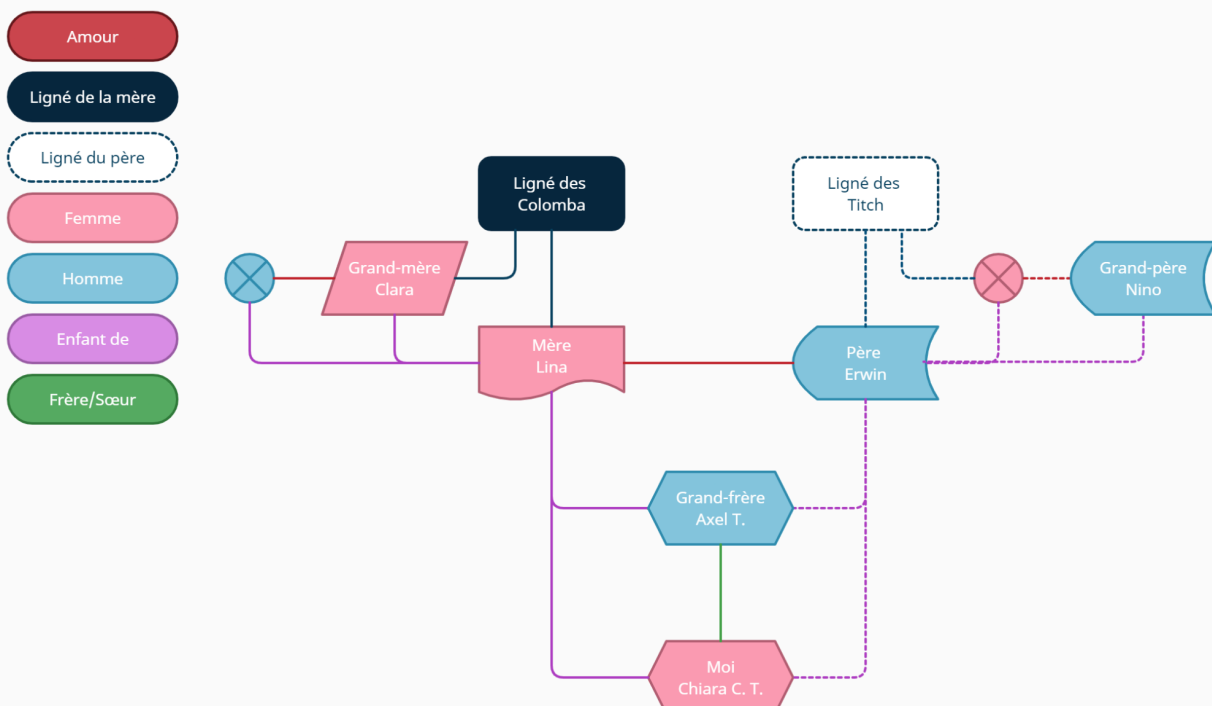 Amour
Ligné de la mère
Ligné du père
Femme
Homme
Enfant de
Frère/Sœur
Ligné des
Colomba
Ligné des
Titch
Grand-mère
Clara
Grand-père
Nino
Mère
Lina
Père
Erwin
Grand-frère
Axel T.
Moi
Chiara C. T.